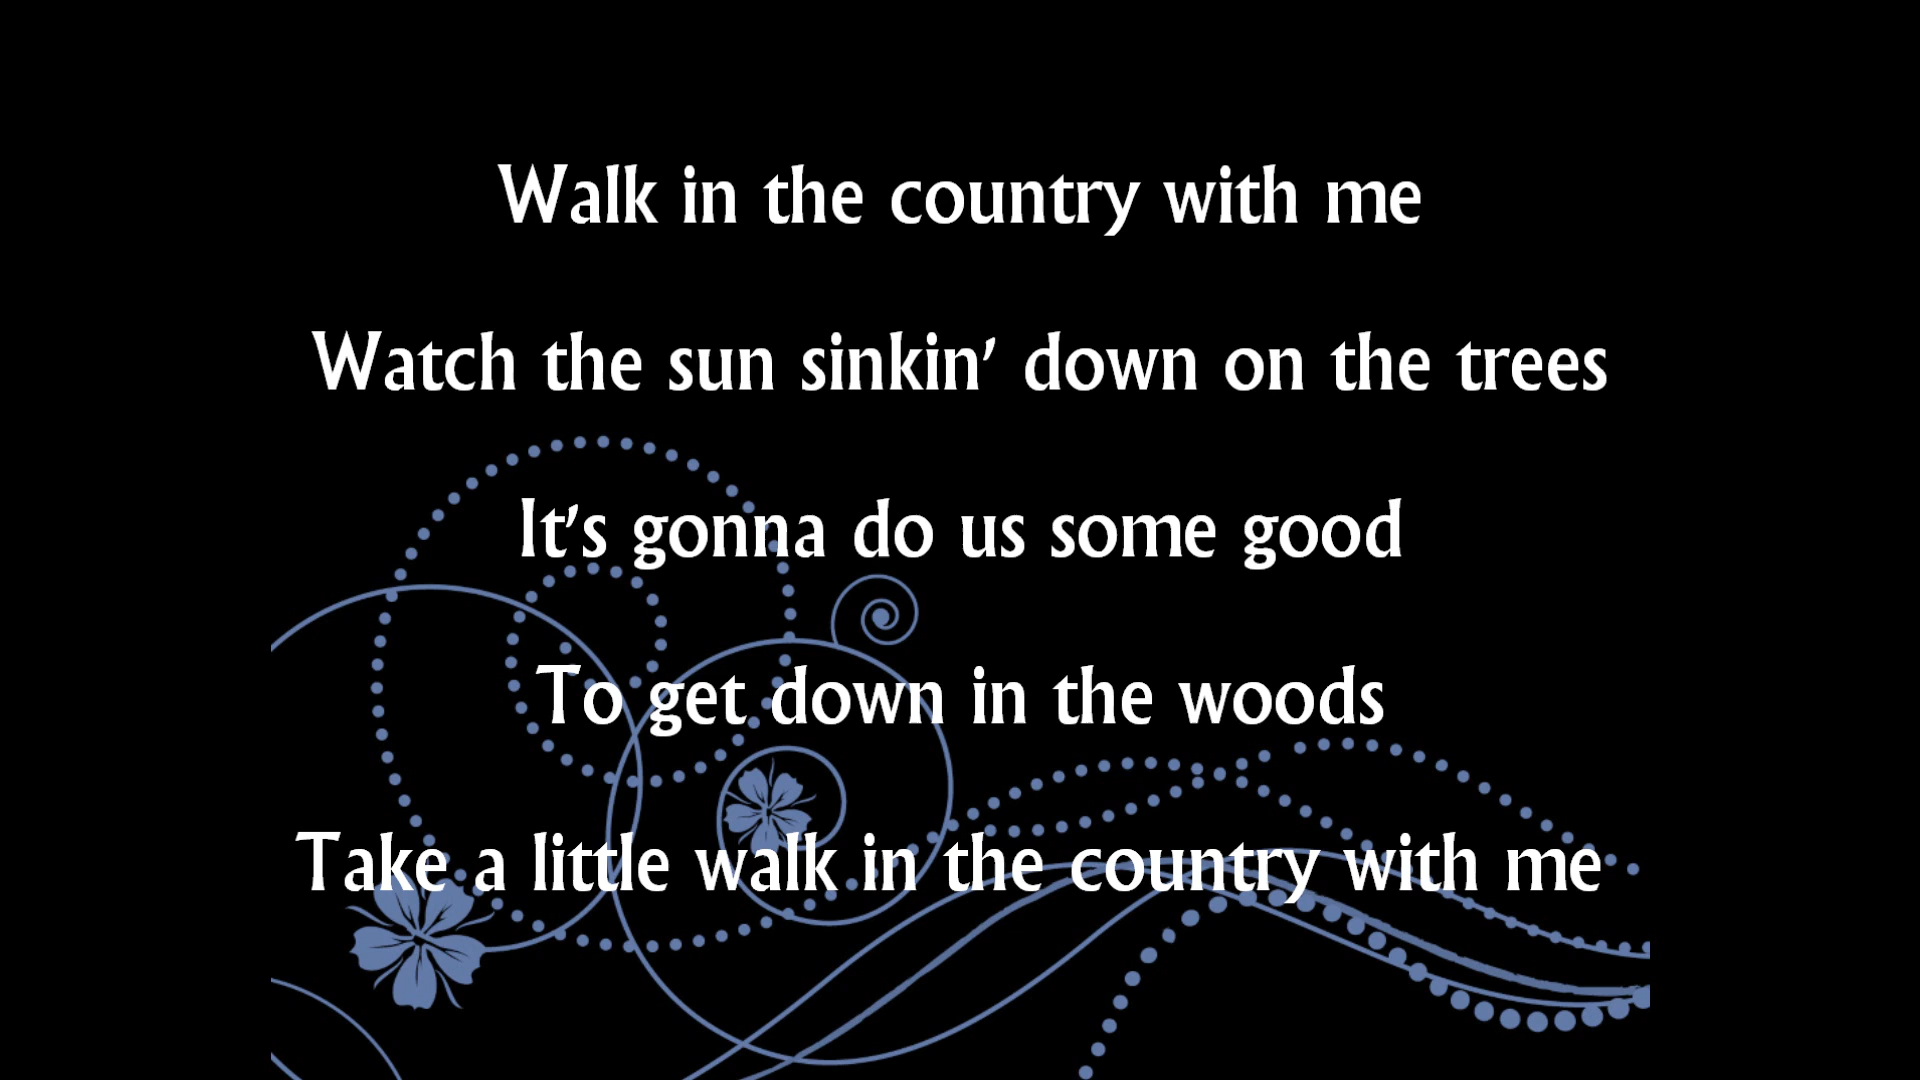 Walk in the country with me
Watch the sun sinkin' down on the trees
It's gonna do us some good
To get down in the woods
Take a little walk in the country with me